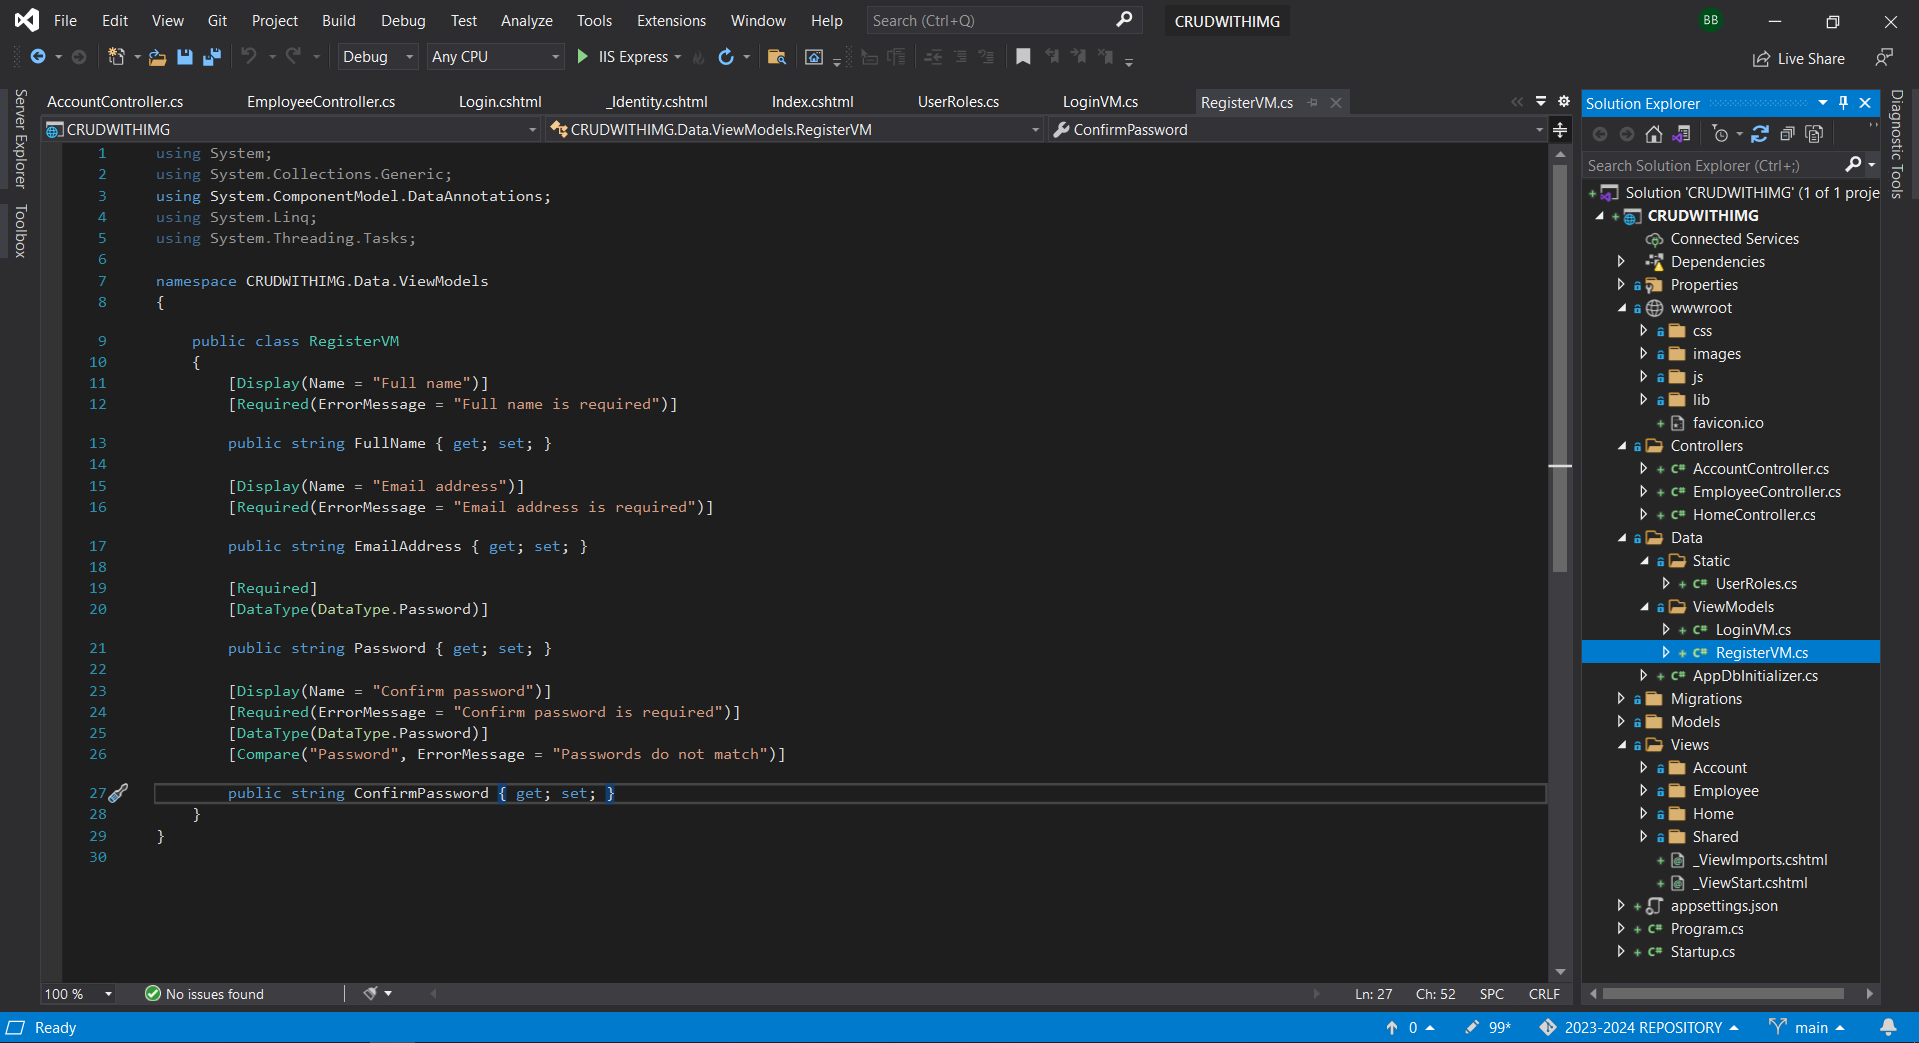 File Edit View Git Project Build Debug Test Analyze Tools Extensions Window Help Search (Ctrl+Q) CRUDWITHIMG BB
Debug Any CPU IIS Express Live Share
Server Explorer
Toolbox
AccountController.cs EmployeeController.cs Login.cshtml _Identity.cshtml Index.cshtml UserRoles.cs LoginVM.cs RegisterVM.cs
CRUDWITHIMG CRUDWITHIMG.Data.ViewModels.RegisterVM ConfirmPassword
1 using System;
2 using System.Collections.Generic;
3 using System.ComponentModel.DataAnnotations;
4 using System.Linq;
5 using System.Threading.Tasks;
6
7 namespace CRUDWITHIMG.Data.ViewModels
8 {
9 public class RegisterVM
10 {
11 [Display(Name = "Full name")]
12 [Required(ErrorMessage = "Full name is required")]
13 public string FullName { get; set; }
14
15 [Display(Name = "Email address")]
16 [Required(ErrorMessage = "Email address is required")]
17 public string EmailAddress { get; set; }
18
19 [Required]
20 [DataType(DataType.Password)]
21 public string Password { get; set; }
22
23 [Display(Name = "Confirm password")]
24 [Required(ErrorMessage = "Confirm password is required")]
25 [DataType(DataType.Password)]
26 [Compare("Password", ErrorMessage = "Passwords do not match")]
27 public string ConfirmPassword { get; set; }
28 }
29 }
30
100 % No issues found Ln: 27 Ch: 52 SPC CRLF
Solution Explorer
Search Solution Explorer (Ctrl+;)
Solution 'CRUDWITHIMG' (1 of 1 proje
CRUDWITHIMG
Connected Services
Dependencies
Properties
wwwroot
css
images
js
lib
favicon.ico
Controllers
C# AccountController.cs
C# EmployeeController.cs
C# HomeController.cs
Data
Static
C# UserRoles.cs
ViewModels
C# LoginVM.cs
C# RegisterVM.cs
C# AppDbInitializer.cs
Migrations
Models
Views
Account
Employee
Home
Shared
_ViewImports.cshtml
_ViewStart.cshtml
appsettings.json
C# Program.cs
C# Startup.cs
Diagnostic Tools
Ready 0 99* 2023-2024 REPOSITORY main